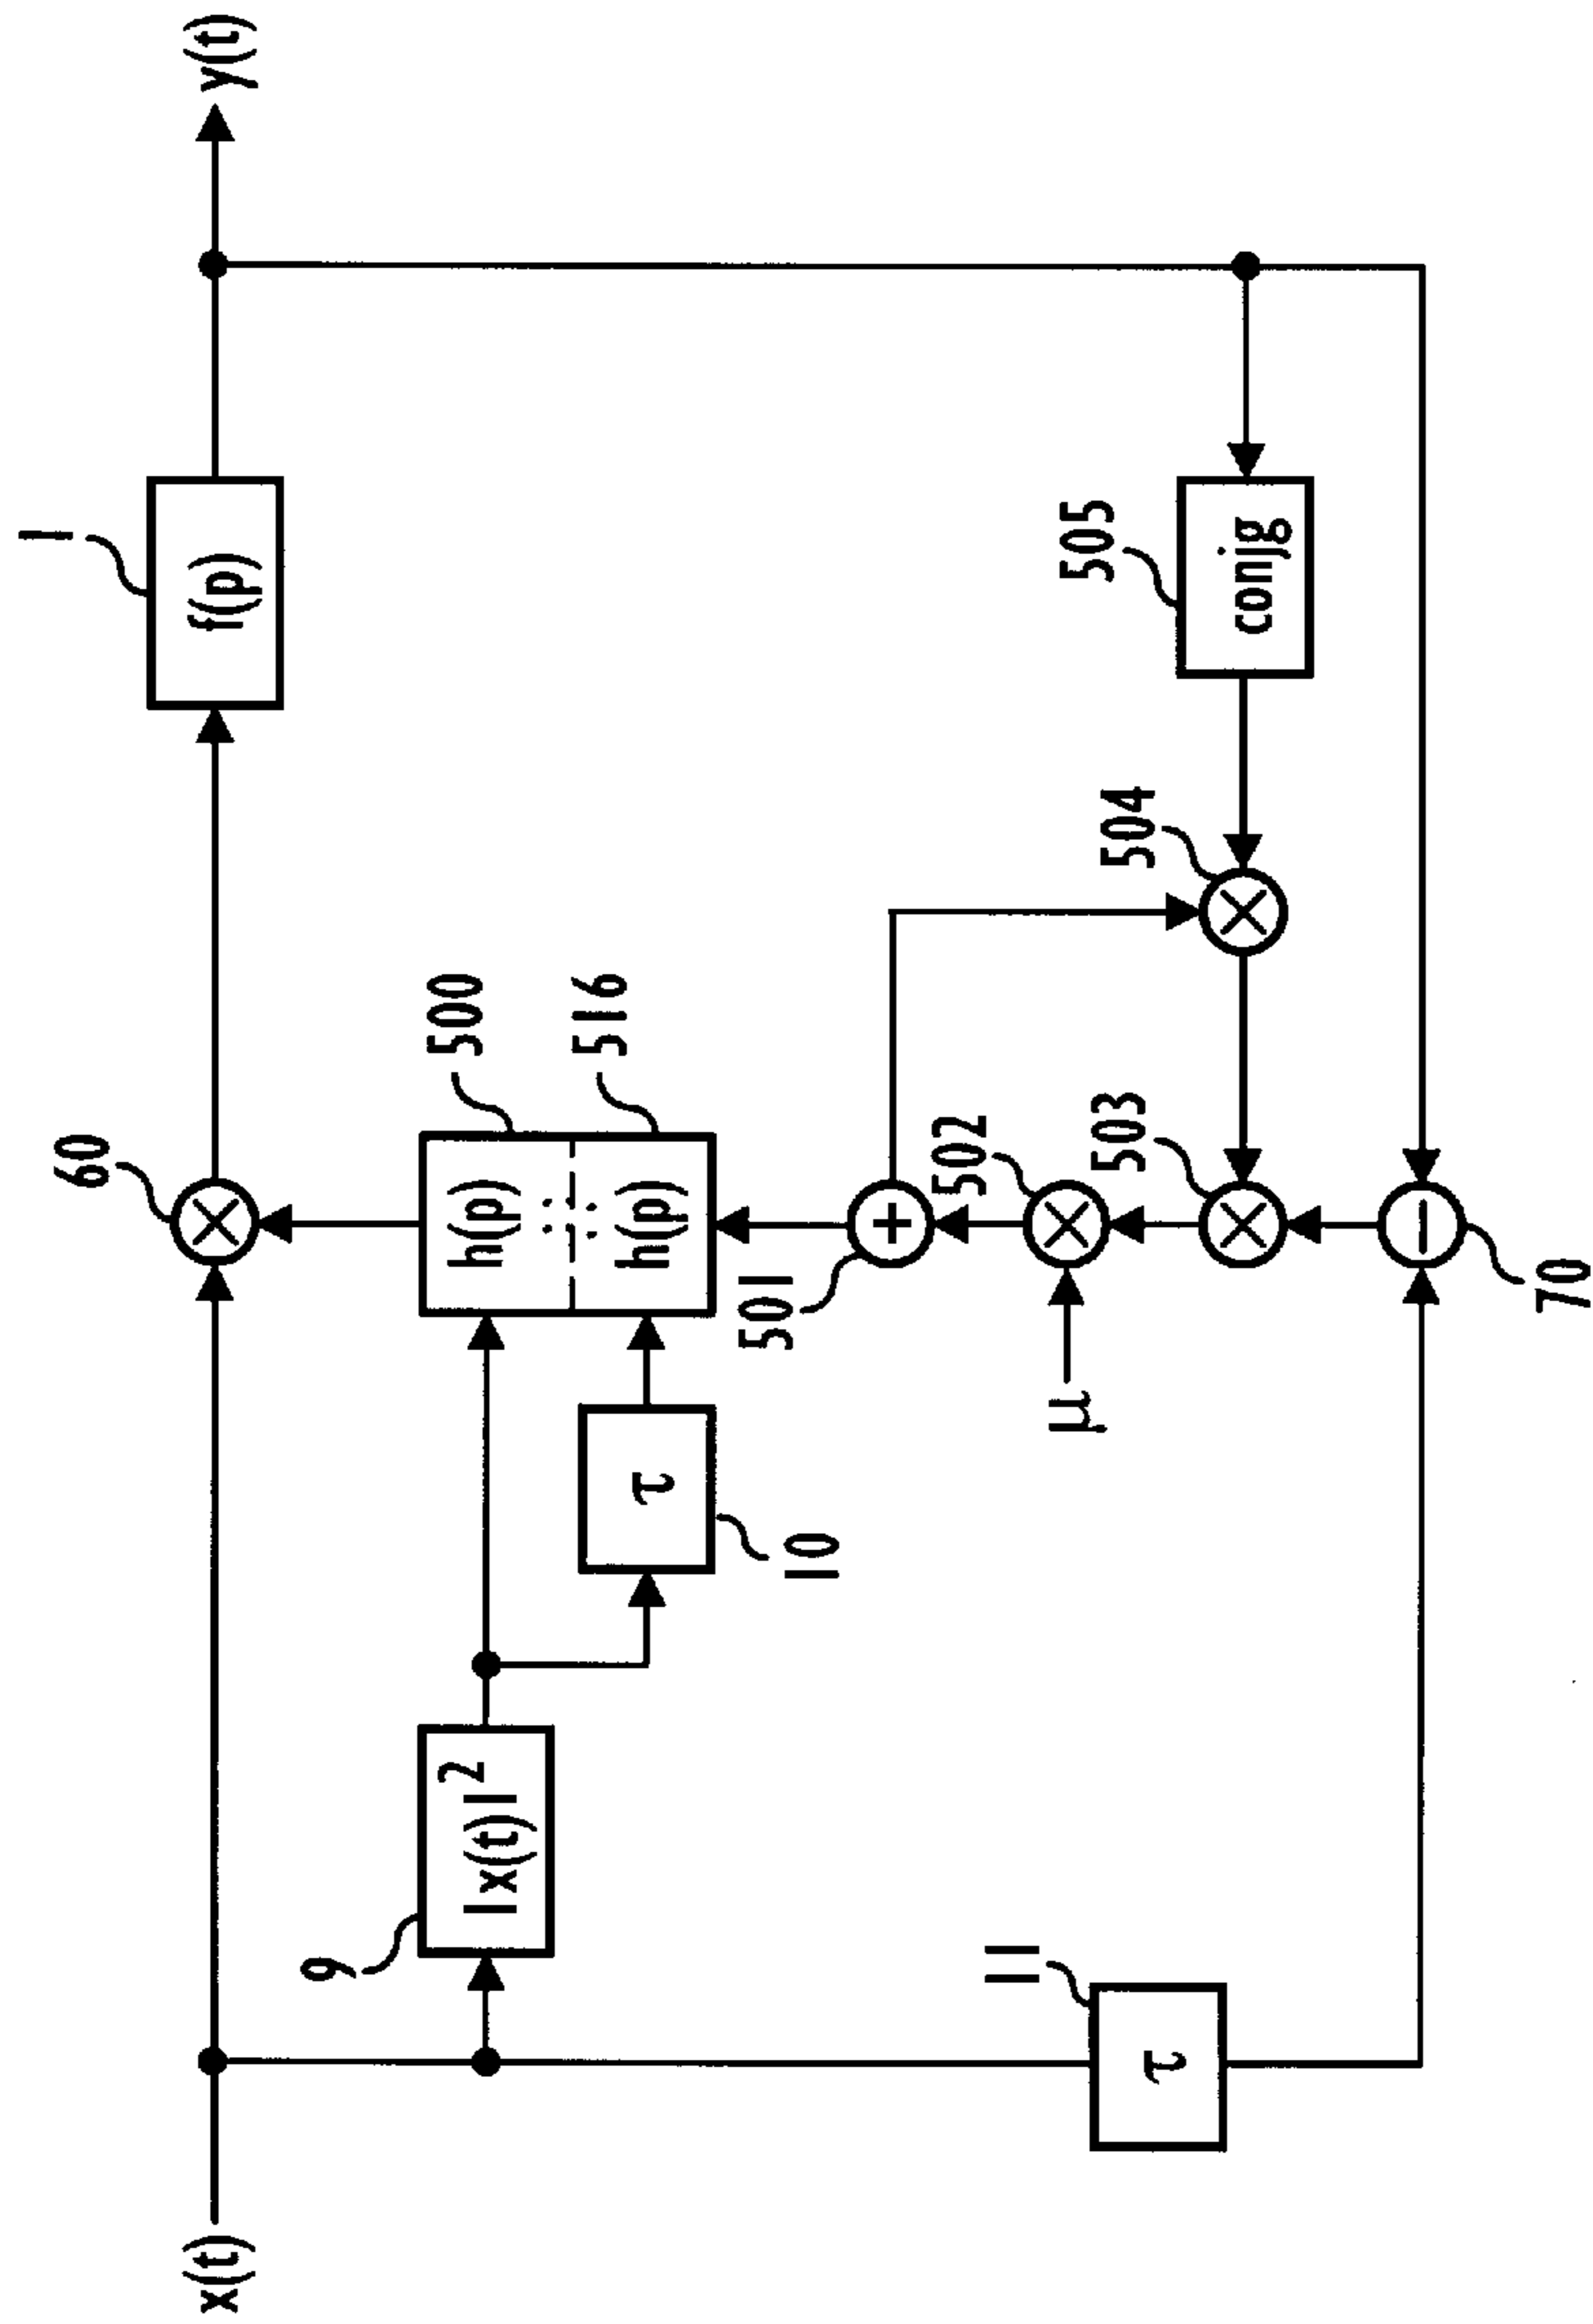 x(t)
60
1
f(p)
y(t)
9
|x(t)|²
h(p)
500
h(p)
516
τ
10
501
+
502
μ
503
504
505
conjg
11
τ
70